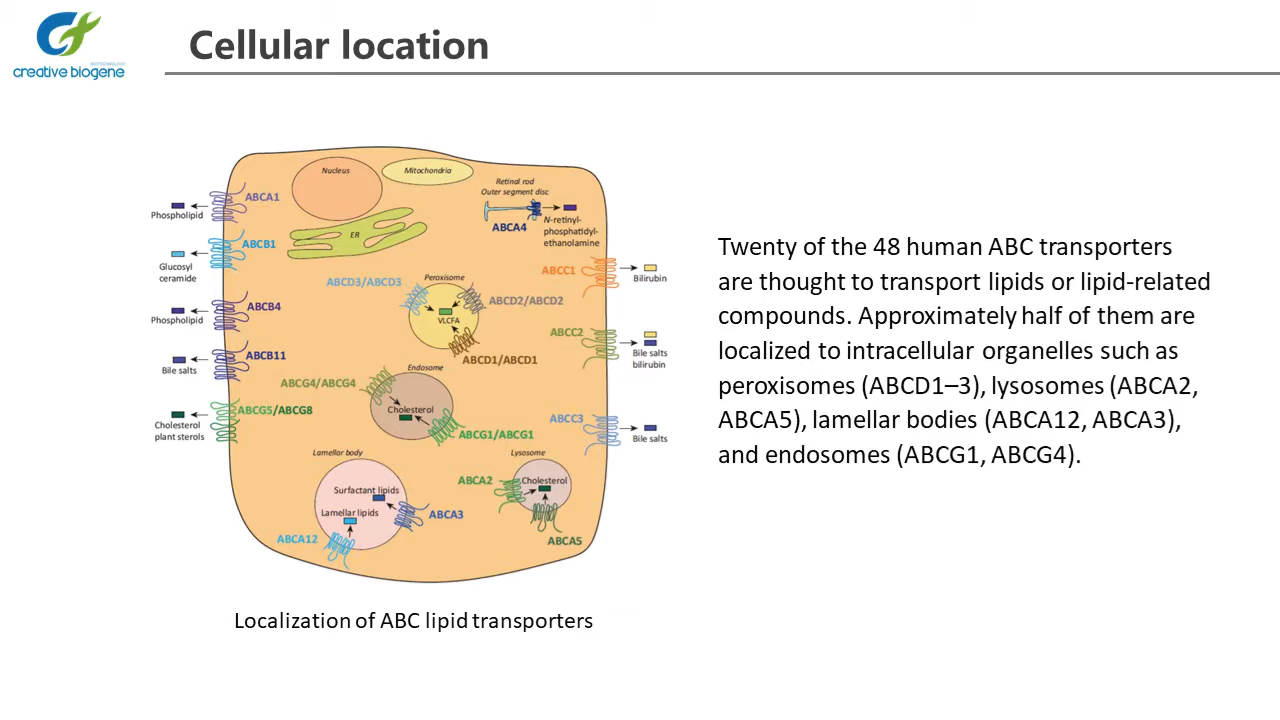 BIOTECHNOLOGY
creative biogene
Cellular location
Nucleus
Mitochondria
Retinal rod
Outer segment disc
ABCA1
Phospholipid
ABCA4
N-retinyl-
phosphatidyl-
ethanolamine
ER
ABCB1
Glucosyl
ceramide
ABCC1
Bilirubin
Peroxisome
ABCD3/ABCD3
ABCD2/ABCD2
VLCFA
ABCD1/ABCD1
ABCB4
Phospholipid
ABCC2
Bile salts
bilirubin
ABCB11
Bile salts
Endosome
ABCG4/ABCG4
Cholesterol
ABCG1/ABCG1
ABCG5/ABCG8
Cholesterol
plant sterols
ABCC3
Bile salts
Lamellar body
Surfactant lipids
Lamellar lipids
ABCA3
ABCA12
Lysosome
ABCA2
Cholesterol
ABCA5
Localization of ABC lipid transporters
Twenty of the 48 human ABC transporters
are thought to transport lipids or lipid-related
compounds. Approximately half of them are
localized to intracellular organelles such as
peroxisomes (ABCD1–3), lysosomes (ABCA2,
ABCA5), lamellar bodies (ABCA12, ABCA3),
and endosomes (ABCG1, ABCG4).